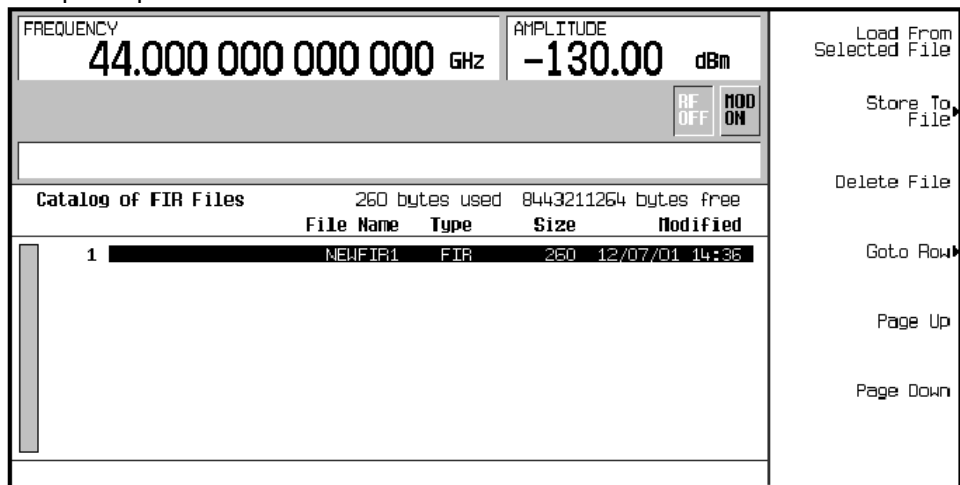 FREQUENCY
44.000 000 000 000 GHz
AMPLITUDE
-130.00 dBm
RF OFF
MOD ON
Catalog of FIR Files 260 bytes used 8443211264 bytes free
File Name Type Size Modified
1 NEWFIR1 FIR 260 12/07/01 14:36
Load From
Selected File
Store To
File
Delete File
Goto Row
Page Up
Page Down